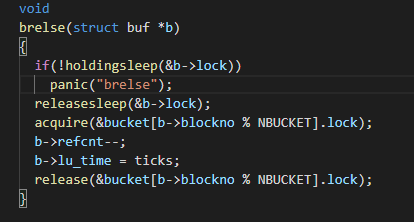 void
brelse(struct buf *b)
{
  if(!holdingsleep(&b->lock))
    panic("brelse");
  releasesleep(&b->lock);
  acquire(&bucket[b->blockno % NBUCKET].lock);
  b->refcnt--;
  b->lu_time = ticks;
  release(&bucket[b->blockno % NBUCKET].lock);
}